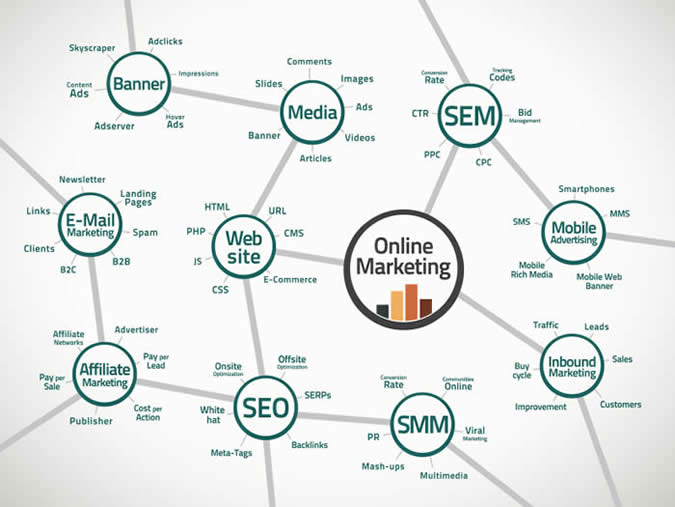 Skyscraper
Adclicks
Impressions
Content
Ads
Banner
Hover
Ads
Adserver
Comments
Slides
Images
Media
Ads
Banner
Videos
Articles
Conversion
Rate
Tracking
Codes
CTR
SEM
Bid
Management
PPC
CPC
Newsletter
Landing
Pages
Links
E-Mail
Marketing
Spam
Clients
B2C
B2B
HTML
URL
PHP
CMS
Web
site
JS
CSS
E-Commerce
Online
Marketing
Smartphones
SMS
MMS
Mobile
Advertising
Mobile
Rich Media
Mobile Web
Banner
Affiliate
Networks
Advertiser
Affiliate
Marketing
Pay per
Lead
Pay per
Sale
Publisher
Cost per
Action
Onsite
Optimization
Offsite
Optimization
SERPs
White
hat
SEO
Meta-Tags
Backlinks
Conversion
Rate
Communities
Online
SMM
PR
Viral
Marketing
Mash-ups
Multimedia
Traffic
Leads
Buy
cycle
Inbound
Marketing
Sales
Improvement
Customers